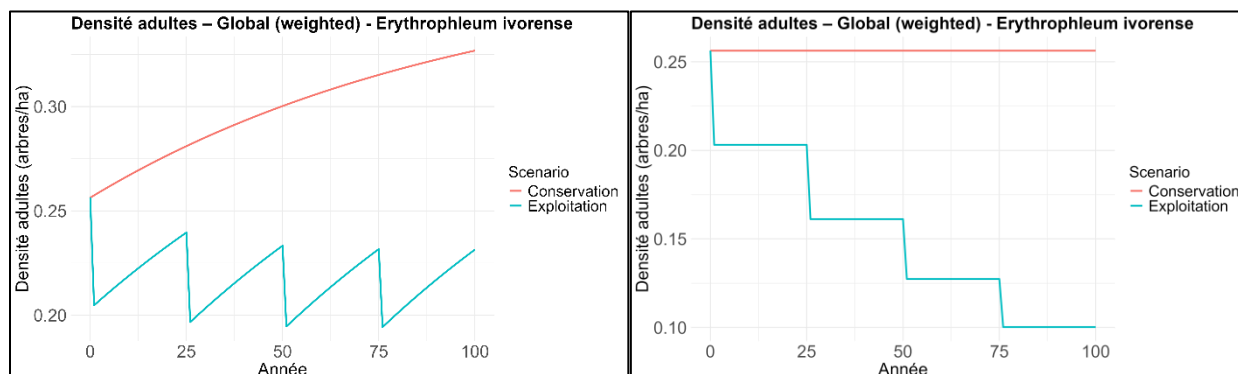 Densité adultes – Global (weighted) - Erythrophleum ivorense
Densité adultes (arbres/ha)
0.30
0.25
0.20
0
25
50
75
100
Année
Scenario
Conservation
Exploitation
Densité adultes – Global (weighted) - Erythrophleum ivorense
Densité adultes (arbres/ha)
0.25
0.20
0.15
0.10
0
25
50
75
100
Année
Scenario
Conservation
Exploitation